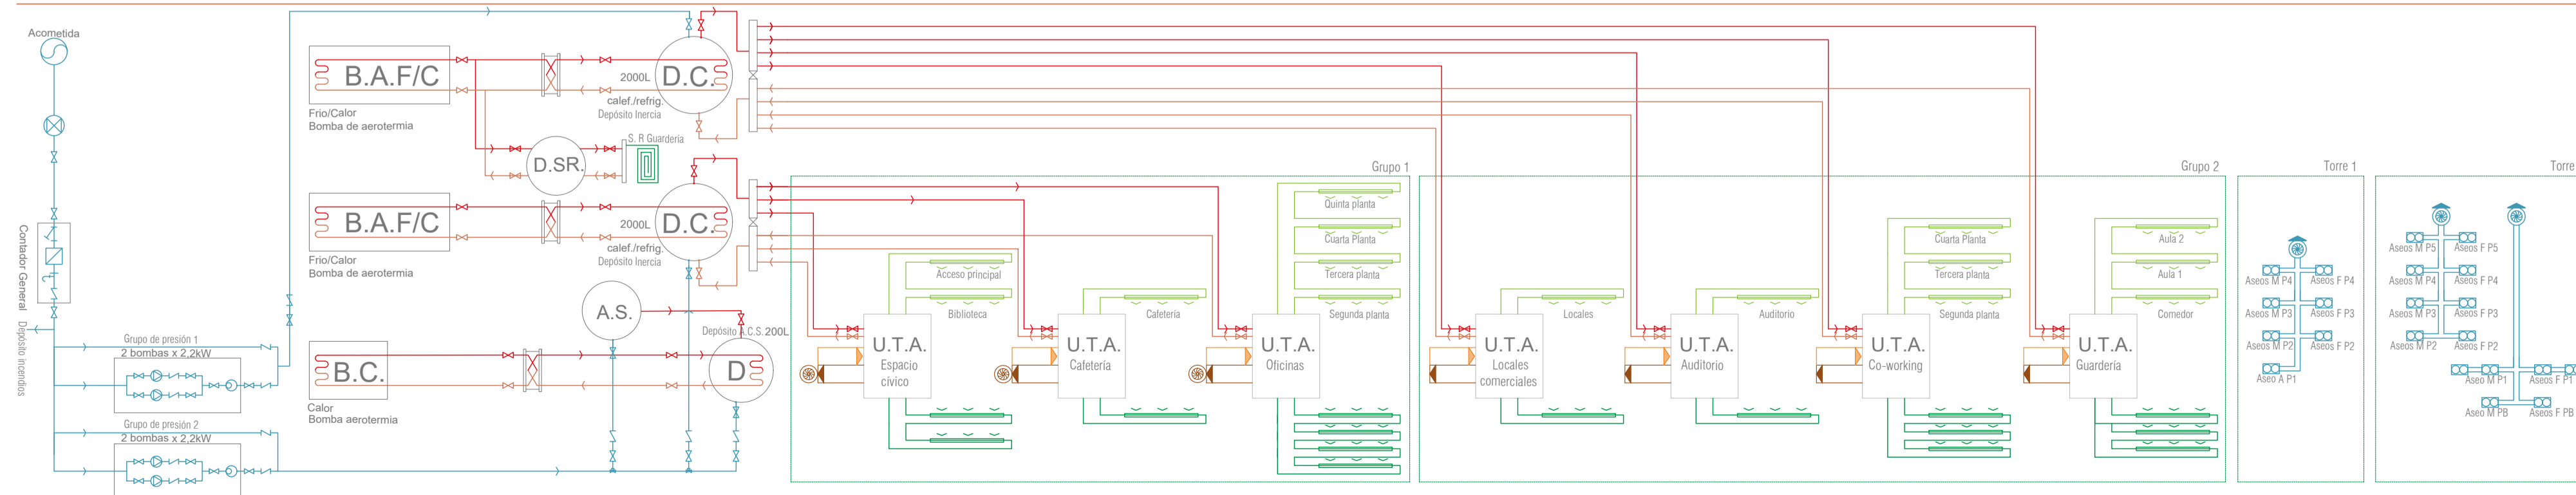 Acometida
Contador General
Depósito incendios
Grupo de presión 1
2 bombas x 2,2kW
Grupo de presión 2
2 bombas x 2,2kW
B.A.F/C
Frio/Calor
Bomba de aerotermia
2000L
D.C.
calef./refrig.
Depósito Inercia
D.SR.
S. R Guardería
B.A.F/C
Frio/Calor
Bomba de aerotermia
2000L
D.C.
calef./refrig.
Depósito Inercia
A.S.
Depósito A.C.S. 200L
B.C.
Calor
Bomba aerotermia
D
Grupo 1
Acceso principal
Biblioteca
U.T.A.
Espacio
cívico
Cafetería
U.T.A.
Cafetería
Quinta planta
Cuarta Planta
Tercera planta
Segunda planta
U.T.A.
Oficinas
Grupo 2
Locales
U.T.A.
Locales
comerciales
Auditorio
U.T.A.
Auditorio
Cuarta Planta
Tercera planta
Segunda planta
U.T.A.
Co-working
Aula 2
Aula 1
Comedor
U.T.A.
Guardería
Torre 1
Aseos M P4
Aseos F P4
Aseos M P3
Aseos F P3
Aseos M P2
Aseos F P2
Aseo A P1
Torre
Aseos M P5
Aseos F P5
Aseos M P4
Aseos F P4
Aseos M P3
Aseos F P3
Aseos M P2
Aseos F P2
Aseo M P1
Aseos F P1
Aseo M PB
Aseos F PB